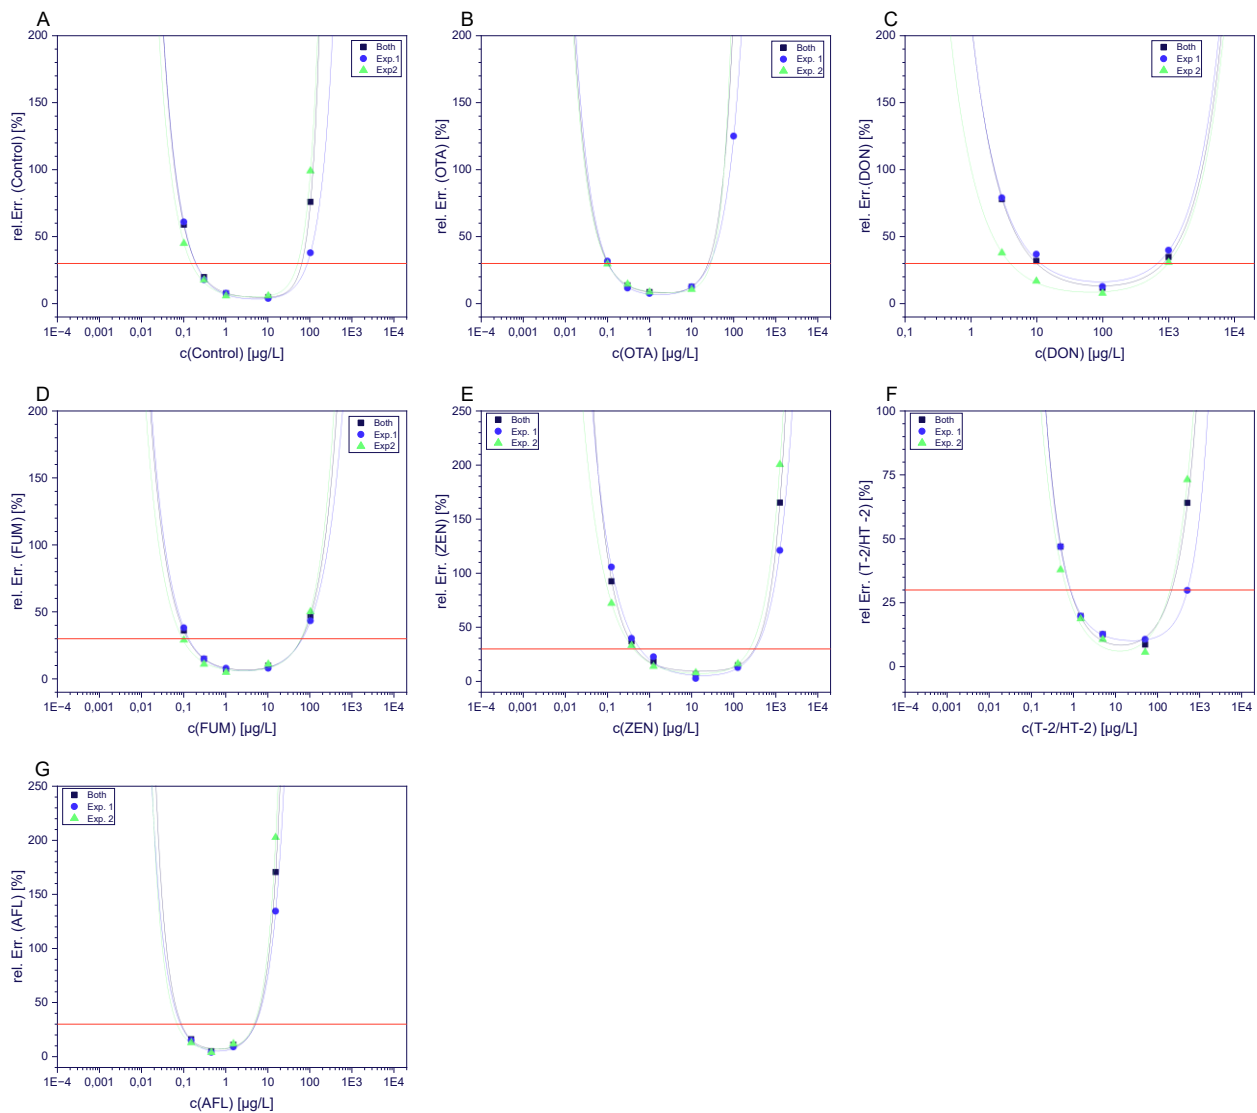 A
rel.Err. (Control) [%]
200
150
100
50
0
Both
Exp.1
Exp2
1E−4 0,001 0,01 0,1 1 10 100 1E3 1E4
c(Control) [µg/L]
B
rel. Err. (OTA) [%]
200
150
100
50
0
Both
Exp. 1
Exp. 2
1E−4 0,001 0,01 0,1 1 10 100 1E3 1E4
c(OTA) [µg/L]
C
rel. Err.(DON) [%]
200
150
100
50
0
Both
Exp 1
Exp 2
0,1 1 10 100 1E3 1E4
c(DON) [µg/L]
D
rel. Err. (FUM) [%]
200
150
100
50
0
Both
Exp.1
Exp2
1E−4 0,001 0,01 0,1 1 10 100 1E3 1E4
c(FUM) [µg/L]
E
rel. Err. (ZEN) [%]
250
200
150
100
50
0
Both
Exp. 1
Exp. 2
1E−4 0,001 0,01 0,1 1 10 100 1E3 1E4
c(ZEN) [µg/L]
F
rel Err. (T-2/HT -2) [%]
100
75
50
25
0
Both
Exp. 1
Exp. 2
1E−4 0,001 0,01 0,1 1 10 100 1E3 1E4
c(T-2/HT-2) [µg/L]
G
rel. Err. (AFL) [%]
250
200
150
100
50
0
Both
Exp. 1
Exp. 2
1E−4 0,001 0,01 0,1 1 10 100 1E3 1E4
c(AFL) [µg/L]